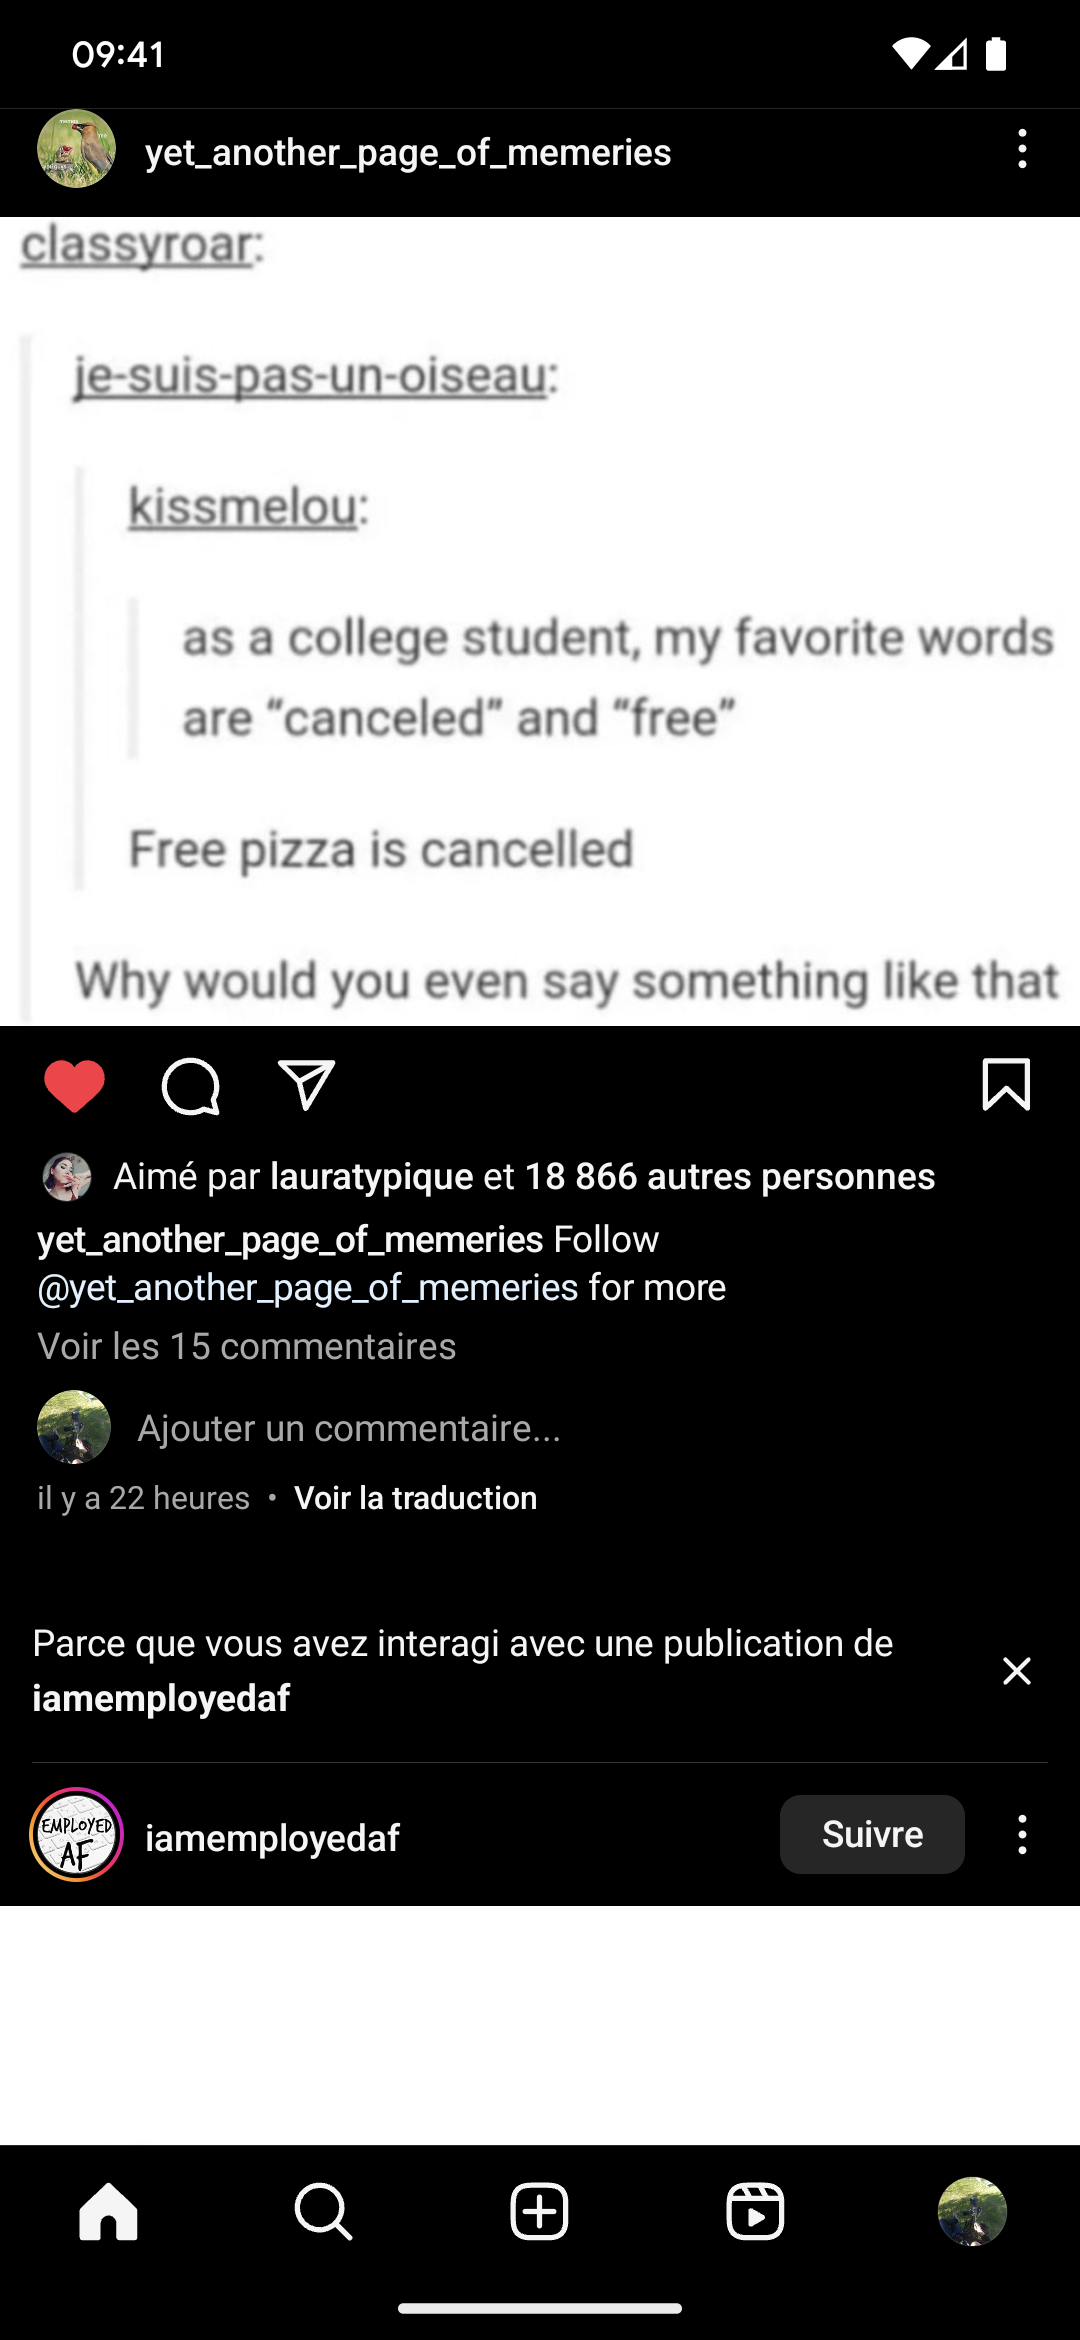 09:41
yet_another_page_of_memeries
classyroar:
je-suis-pas-un-oiseau:
kissmelou:
as a college student, my favorite words
are “canceled” and “free”
Free pizza is cancelled
Why would you even say something like that
Aimé par lauratypique et 18 866 autres personnes
yet_another_page_of_memeries Follow
@yet_another_page_of_memeries for more
Voir les 15 commentaires
Ajouter un commentaire...
il y a 22 heures • Voir la traduction
Parce que vous avez interagi avec une publication de
iamemployedaf
EMPLOYED
AF
iamemployedaf
Suivre